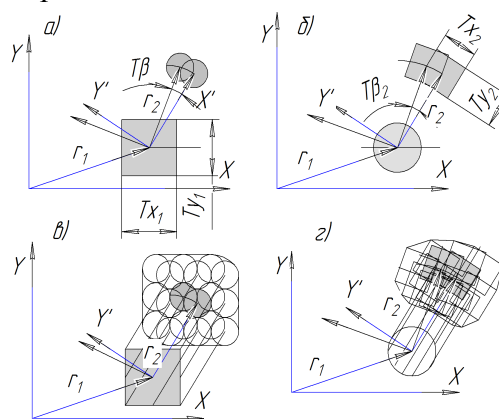 а)
Y
Tβ
Y'
r₂
X'
r₁
X
Ty₁
Tx₁
б)
Y
Tx₂
Tβ₂
Ty₂
Y'
r₂
r₁
X
в)
Y
Y'
r₂
r₁
X
г)
Y
Y'
r₂
r₁
X